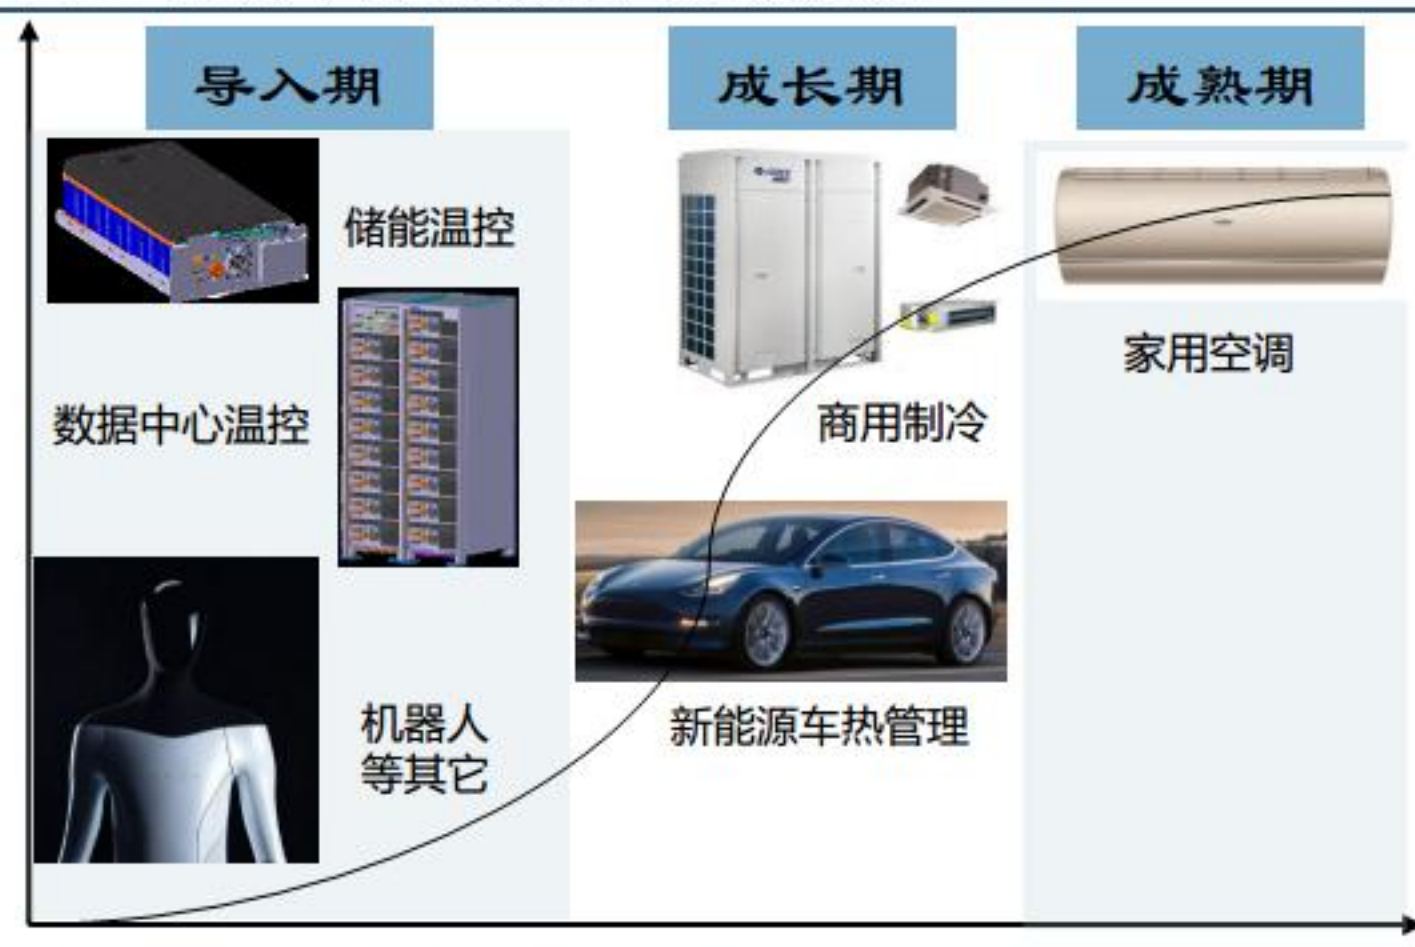 导入期
成长期
成熟期
储能温控
数据中心温控
机器人
等其它
商用制冷
新能源车热管理
家用空调